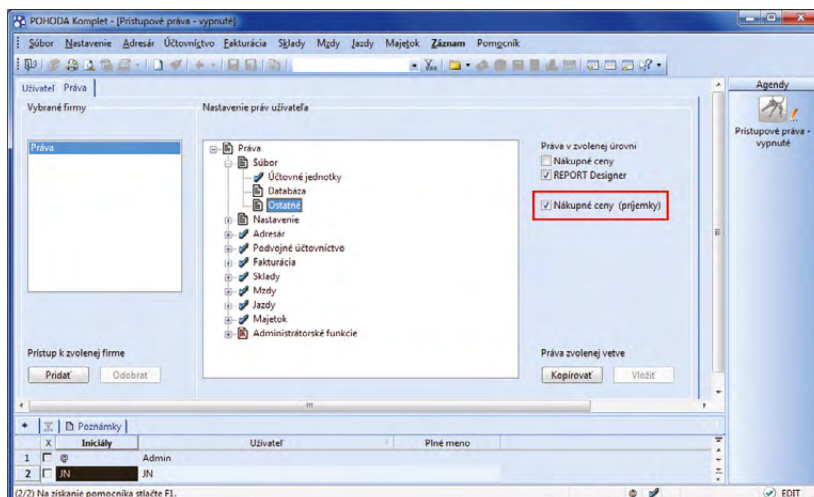 POHODA Komplet - [Prístupové práva - vypnuté]
Súbor Nastavenie Adresár Účtovníctvo Fakturácia Sklady Mzdy Jazdy Majetok Záznam Pomocník
Užívateľ Práva
Agendy
Prístupové práva - vypnuté
Vybrané firmy
Nastavenie práv užívateľa
Práva
Práva
Súbor
Účtovné jednotky
Databáza
Ostatné
Nastavenie
Adresár
Podvojné účtovníctvo
Fakturácia
Sklady
Mzdy
Jazdy
Majetok
Administrátorské funkcie
Práva v zvolenej úrovni
Nákupné ceny
REPORT Designer
Nákupné ceny (príjemky)
Prístup k zvolenej firme
Pridať Odobrat
Práva zvolenej vetve
Kopírovať Vložiť
Poznámky
X Iniciály Užívateľ Plné meno
1 @ Admin
2 JN JN
(2/2) Na získanie pomocníka stlačte F1.
@ EDIT